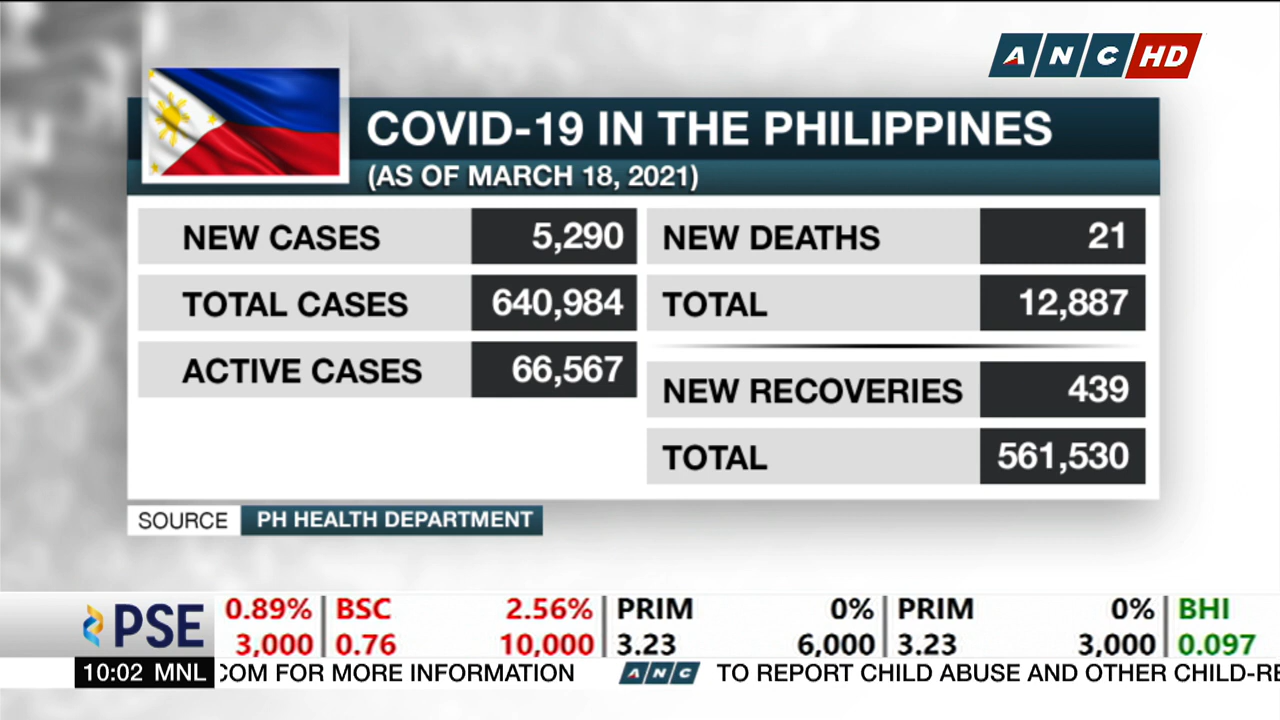 ANC HD
COVID-19 IN THE PHILIPPINES
(AS OF MARCH 18, 2021)
NEW CASES 5,290
TOTAL CASES 640,984
ACTIVE CASES 66,567
NEW DEATHS 21
TOTAL 12,887
NEW RECOVERIES 439
TOTAL 561,530
SOURCE PH HEALTH DEPARTMENT
PSE 0.89% BSC 2.56% PRIM 0% PRIM 0% BHI
3,000 0.76 10,000 3.23 6,000 3.23 3,000 0.097
10:02 MNL COM FOR MORE INFORMATION ANC TO REPORT CHILD ABUSE AND OTHER CHILD-RE